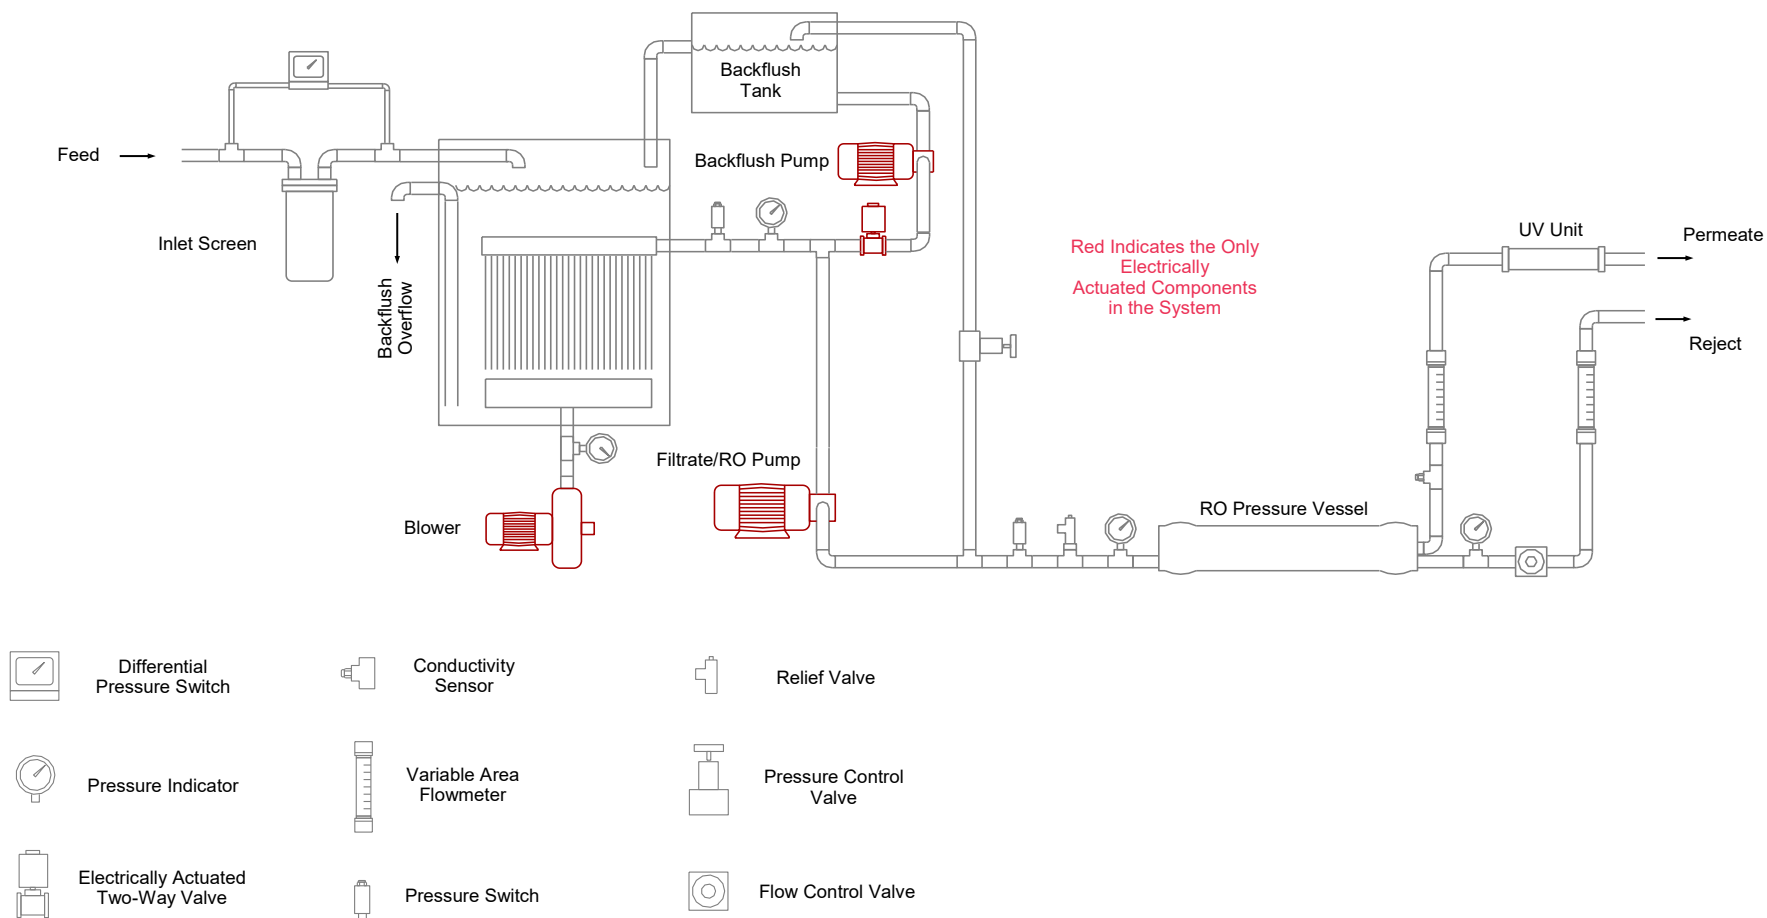 Backflush
Tank
Feed
Backflush Pump
Inlet Screen
Backflush
Overflow
Red Indicates the Only
Electrically
Actuated Components
in the System
UV Unit
Permeate
Reject
Filtrate/RO Pump
Blower
RO Pressure Vessel
Differential
Pressure Switch
Conductivity
Sensor
Relief Valve
Pressure Indicator
Variable Area
Flowmeter
Pressure Control
Valve
Electrically Actuated
Two-Way Valve
Pressure Switch
Flow Control Valve